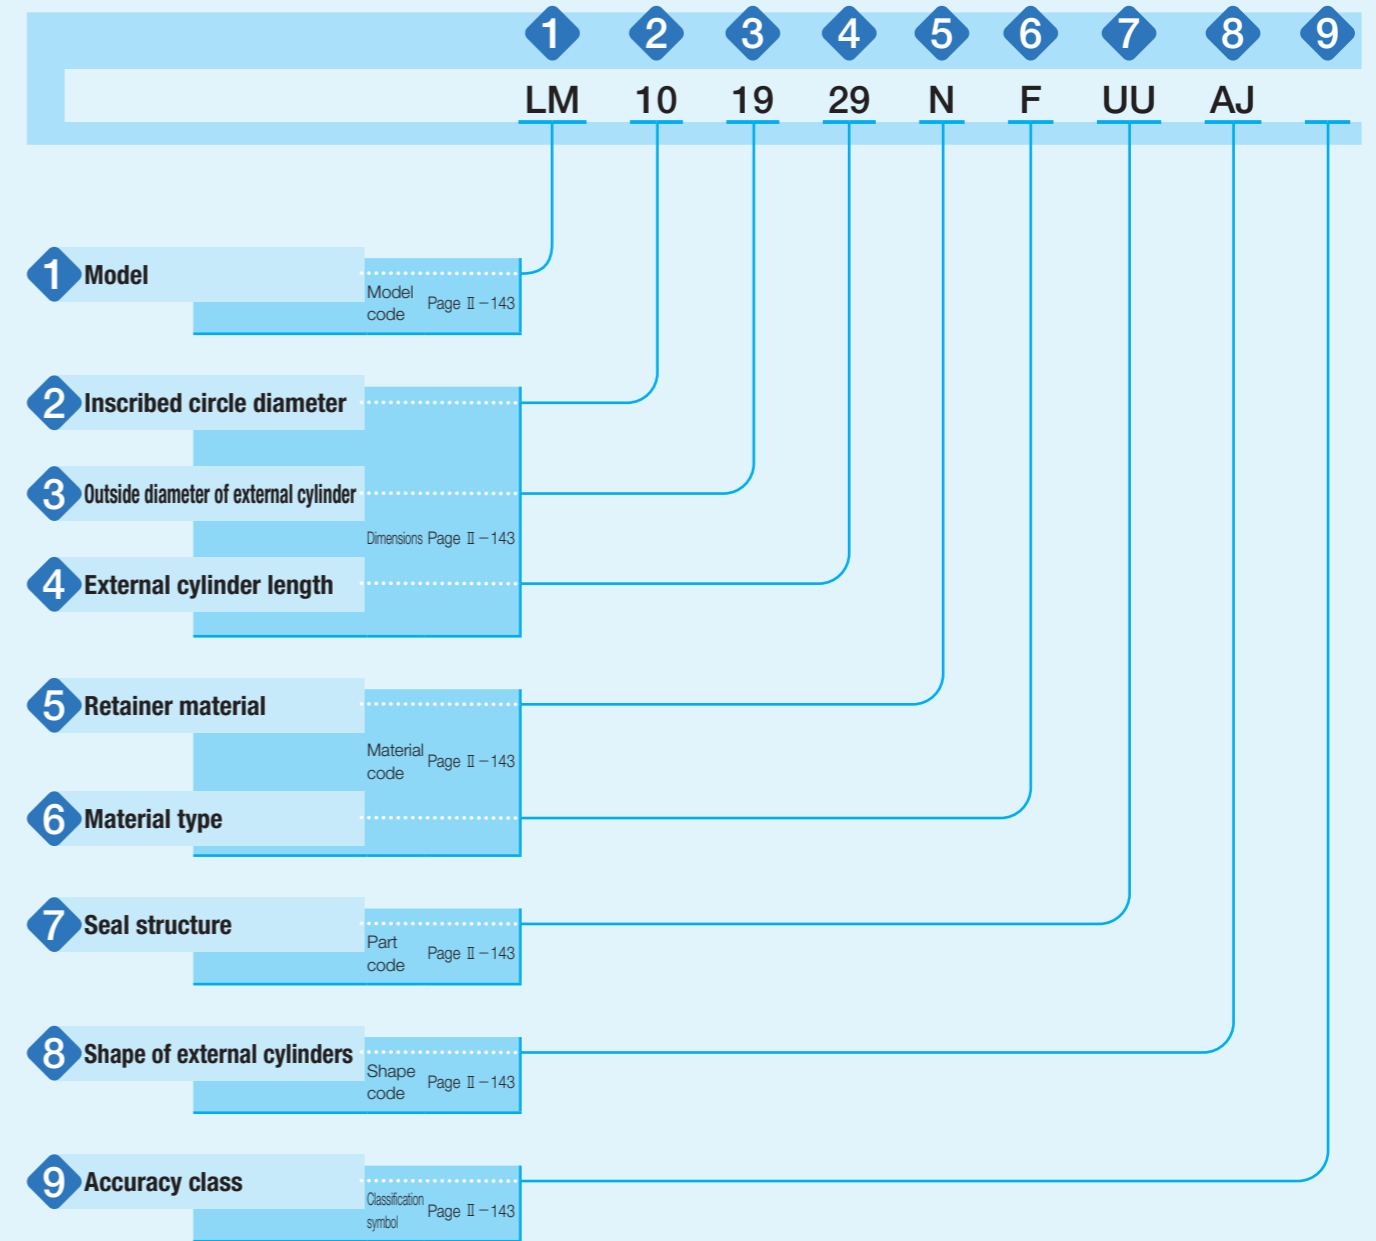 1 2 3 4 5 6 7 8 9
LM 10 19 29 N F UU AJ
1 Model
Model code Page Ⅱ－143
2 Inscribed circle diameter
3 Outside diameter of external cylinder
Dimensions Page Ⅱ－143
4 External cylinder length
5 Retainer material
Material code Page Ⅱ－143
6 Material type
7 Seal structure
Part code Page Ⅱ－143
8 Shape of external cylinders
Shape code Page Ⅱ－143
9 Accuracy class
Classification symbol Page Ⅱ－143